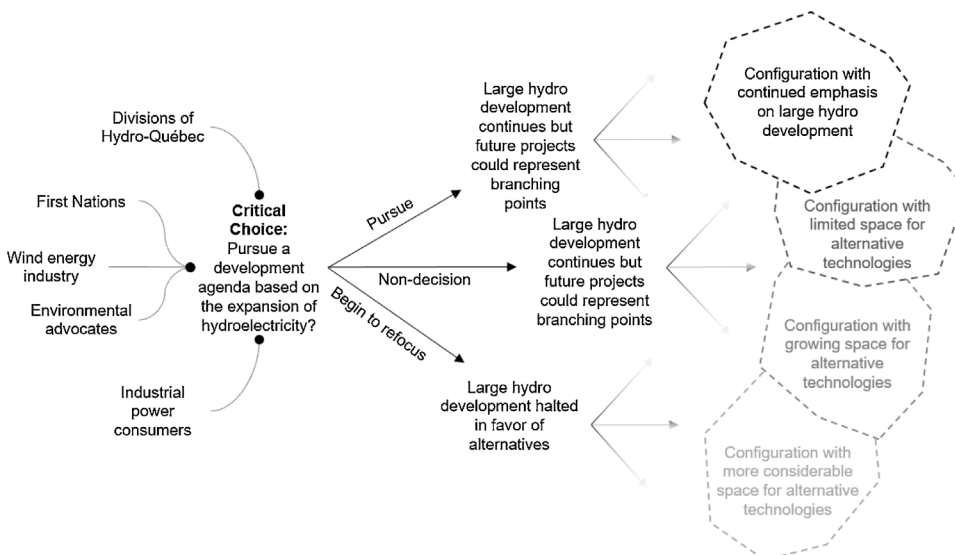 Divisions of
Hydro-Québec
First Nations
Wind energy
industry
Environmental
advocates
Industrial
power
consumers
Critical
Choice:
Pursue a
development
agenda based on
the expansion of
hydroelectricity?
Pursue
Non-decision
Begin to refocus
Large hydro
development
continues but
future projects
could represent
branching
points
Large hydro
development
continues but
future projects
could represent
branching points
Large hydro
development halted
in favor of
alternatives
Configuration with
continued emphasis
on large hydro
development
Configuration with
limited space for
alternative
technologies
Configuration with
growing space for
alternative
technologies
Configuration with
more considerable
space for alternative
technologies